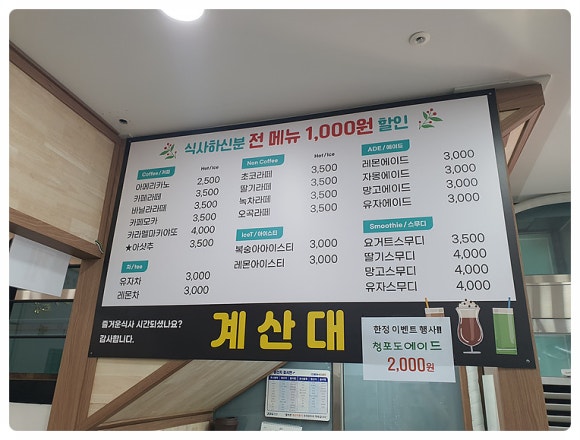 식사하신분 전 메뉴 1,000원 할인
Coffee / 커피 Hot / Ice
아메리카노 2,500
카페라떼 3,500
바닐라라떼 3,500
카페모카 3,500
카라멜마키아또 4,000
★아샷추 3,500
차 / tea
유자차 3,000
레몬차 3,000
Non Coffee Hot / Ice
초코라떼 3,500
딸기라떼 3,500
녹차라떼 3,500
오곡라떼 3,500
IceT / 아이스티
복숭아아이스티 3,000
레몬아이스티 3,000
ADE / 에이드
레몬에이드 3,000
자몽에이드 3,000
망고에이드 3,000
유자에이드 3,000
Smoothie / 스무디
요거트스무디 3,500
딸기스무디 4,000
망고스무디 4,000
유자스무디 4,000
즐거운식사 시간되셨나요?
감사합니다.
계산대
한정 이벤트 행사!!
청포도에이드
2,000원